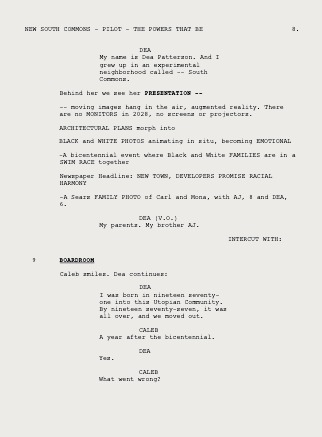 NEW SOUTH COMMONS - PILOT - THE POWERS THAT BE 8.
DEA
My name is Dea Patterson. And I
grew up in an experimental
neighborhood called -- South
Commons.
Behind her we see her PRESENTATION --
-- moving images hang in the air, augmented reality. There
are no MONITORS in 2028, no screens or projectors.
ARCHITECTURAL PLANS morph into
BLACK and WHITE PHOTOS animating in situ, becoming EMOTIONAL
-A bicentennial event where Black and White FAMILIES are in a
SWIM RACE together
Newspaper Headline: NEW TOWN, DEVELOPERS PROMISE RACIAL
HARMONY
-A Sears FAMILY PHOTO of Carl and Mona, with AJ, 8 and DEA,
6.
DEA (V.O.)
My parents. My brother AJ.
INTERCUT WITH:
9 BOARDROOM
Caleb smiles. Dea continues:
DEA
I was born in nineteen seventy-
one into this Utopian Community.
By nineteen seventy-seven, it was
all over, and we moved out.
CALEB
A year after the bicentennial.
DEA
Yes.
CALEB
What went wrong?